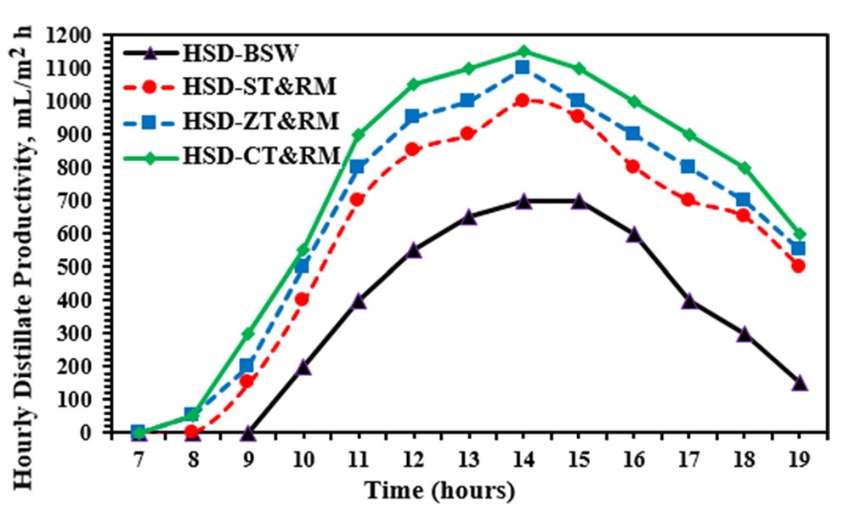 Hourly Distillate Productivity, mL/m² h
1200
1100
1000
900
800
700
600
500
400
300
200
100
0
HSD-BSW
HSD-ST&RM
HSD-ZT&RM
HSD-CT&RM
7 8 9 10 11 12 13 14 15 16 17 18 19
Time (hours)